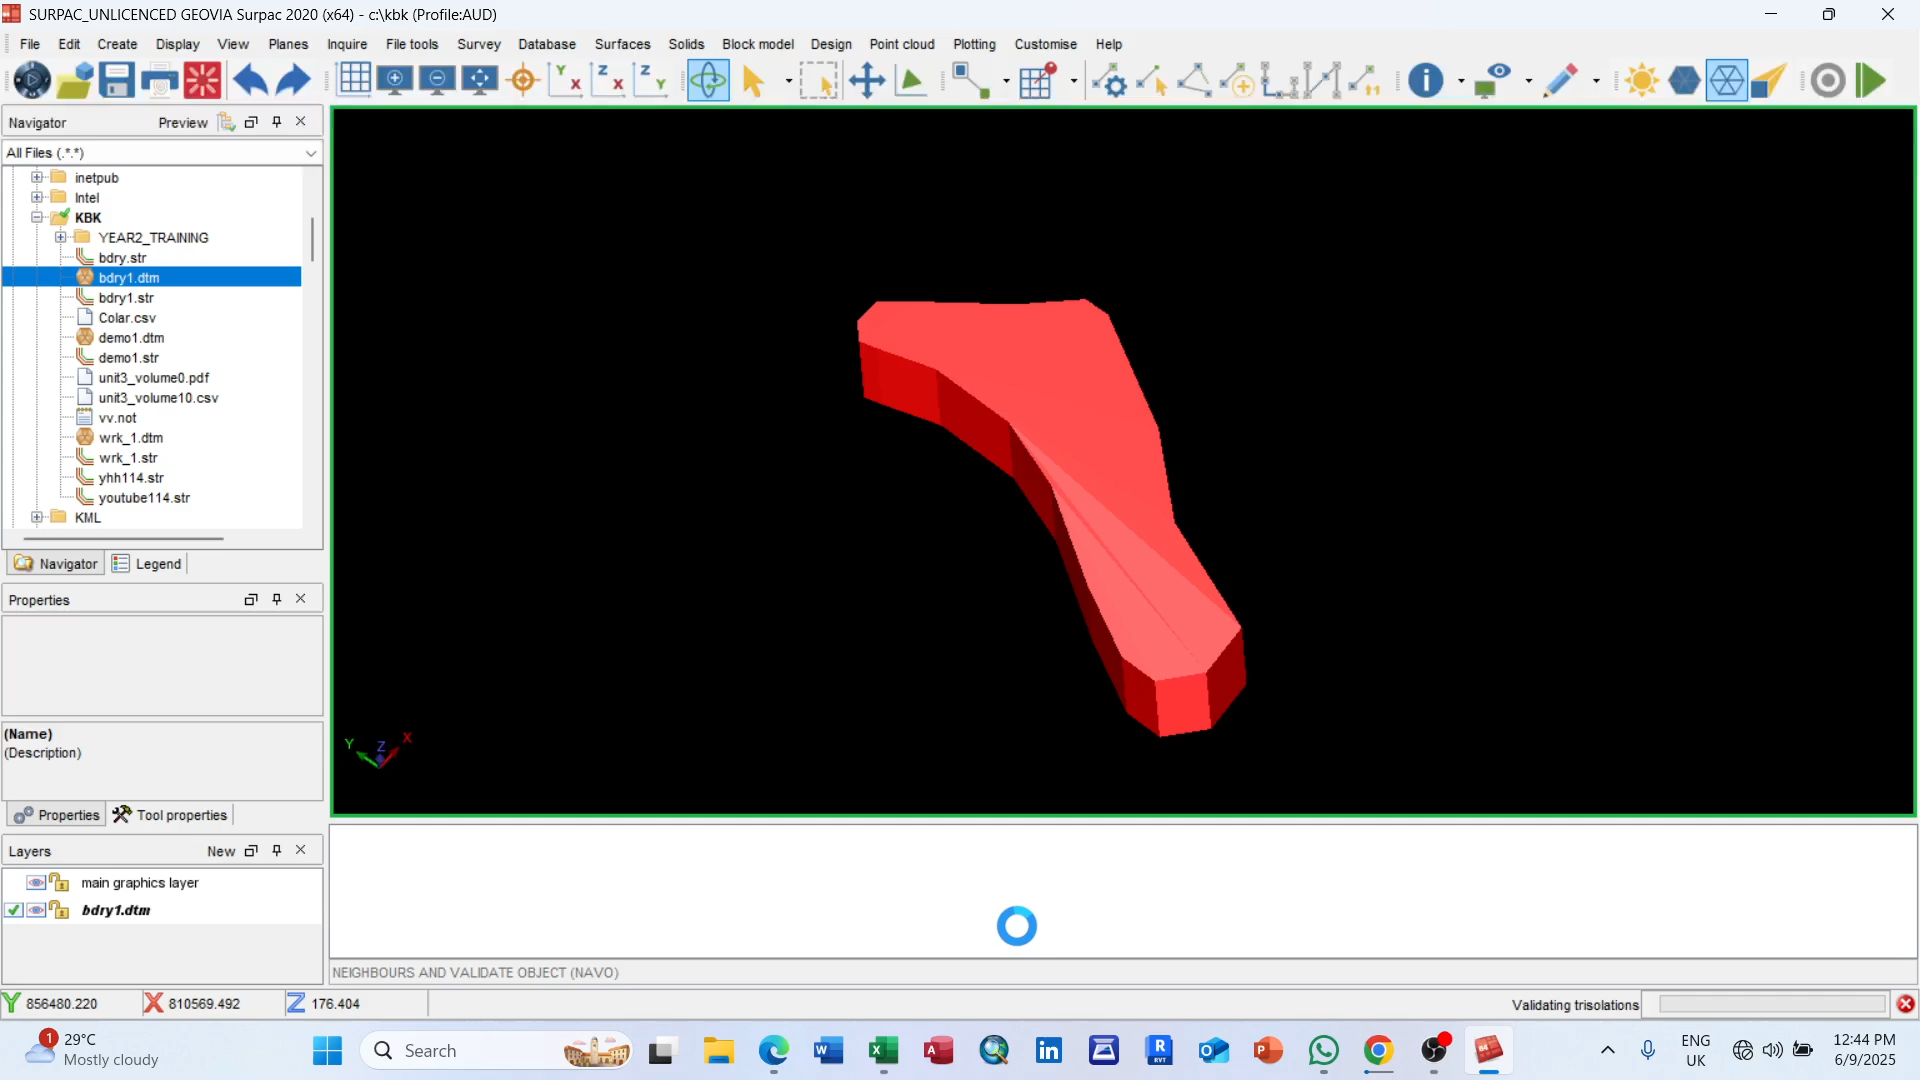 SURPAC_UNLICENCED GEOVIA Surpac 2020 (x64) - c:\kbk (Profile:AUD)
File Edit Create Display View Planes Inquire File tools Survey Database Surfaces Solids Block model Design Point cloud Plotting Customise Help
Y X Z X Z Y
Navigator Preview
All Files (.*.*)
inetpub
Intel
KBK
YEAR2_TRAINING
bdry.str
bdry1.dtm
bdry1.str
Colar.csv
demo1.dtm
demo1.str
unit3_volume0.pdf
unit3_volume10.csv
vv.not
wrk_1.dtm
wrk_1.str
yhh114.str
youtube114.str
KML
Navigator Legend
Properties
(Name)
(Description)
Properties Tool properties
Layers New
main graphics layer
bdry1.dtm
Y Z X
NEIGHBOURS AND VALIDATE OBJECT (NAVO)
Y 856480.220 X 810569.492 Z 176.404 Validating trisolations
1 29°C
Mostly cloudy
Search
ENG
UK
12:44 PM
6/9/2025